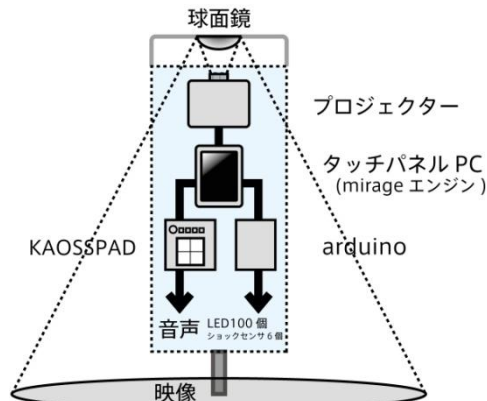 球面鏡
プロジェクター
タッチパネル PC
(mirage エンジン )
KAOSSPAD
arduino
音声
LED100 個
ショックセンサ 6 個
映像